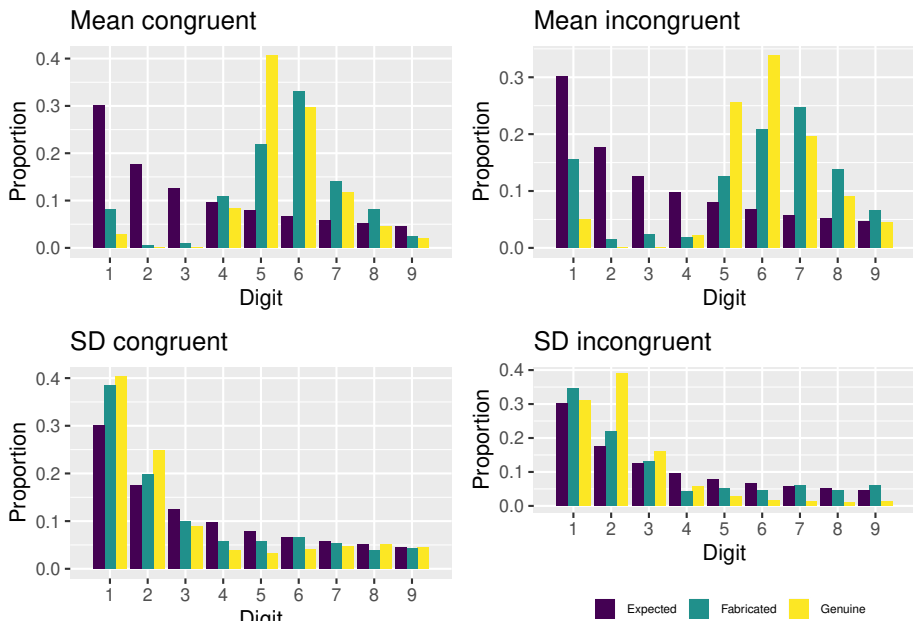 Mean congruent
Proportion
0.4
0.3
0.2
0.1
0.0
1 2 3 4 5 6 7 8 9
Digit
Mean incongruent
Proportion
0.3
0.2
0.1
0.0
1 2 3 4 5 6 7 8 9
Digit
SD congruent
Proportion
0.4
0.3
0.2
0.1
0.0
1 2 3 4 5 6 7 8 9
Digit
SD incongruent
Proportion
0.4
0.3
0.2
0.1
0.0
1 2 3 4 5 6 7 8 9
Digit
Expected Fabricated Genuine